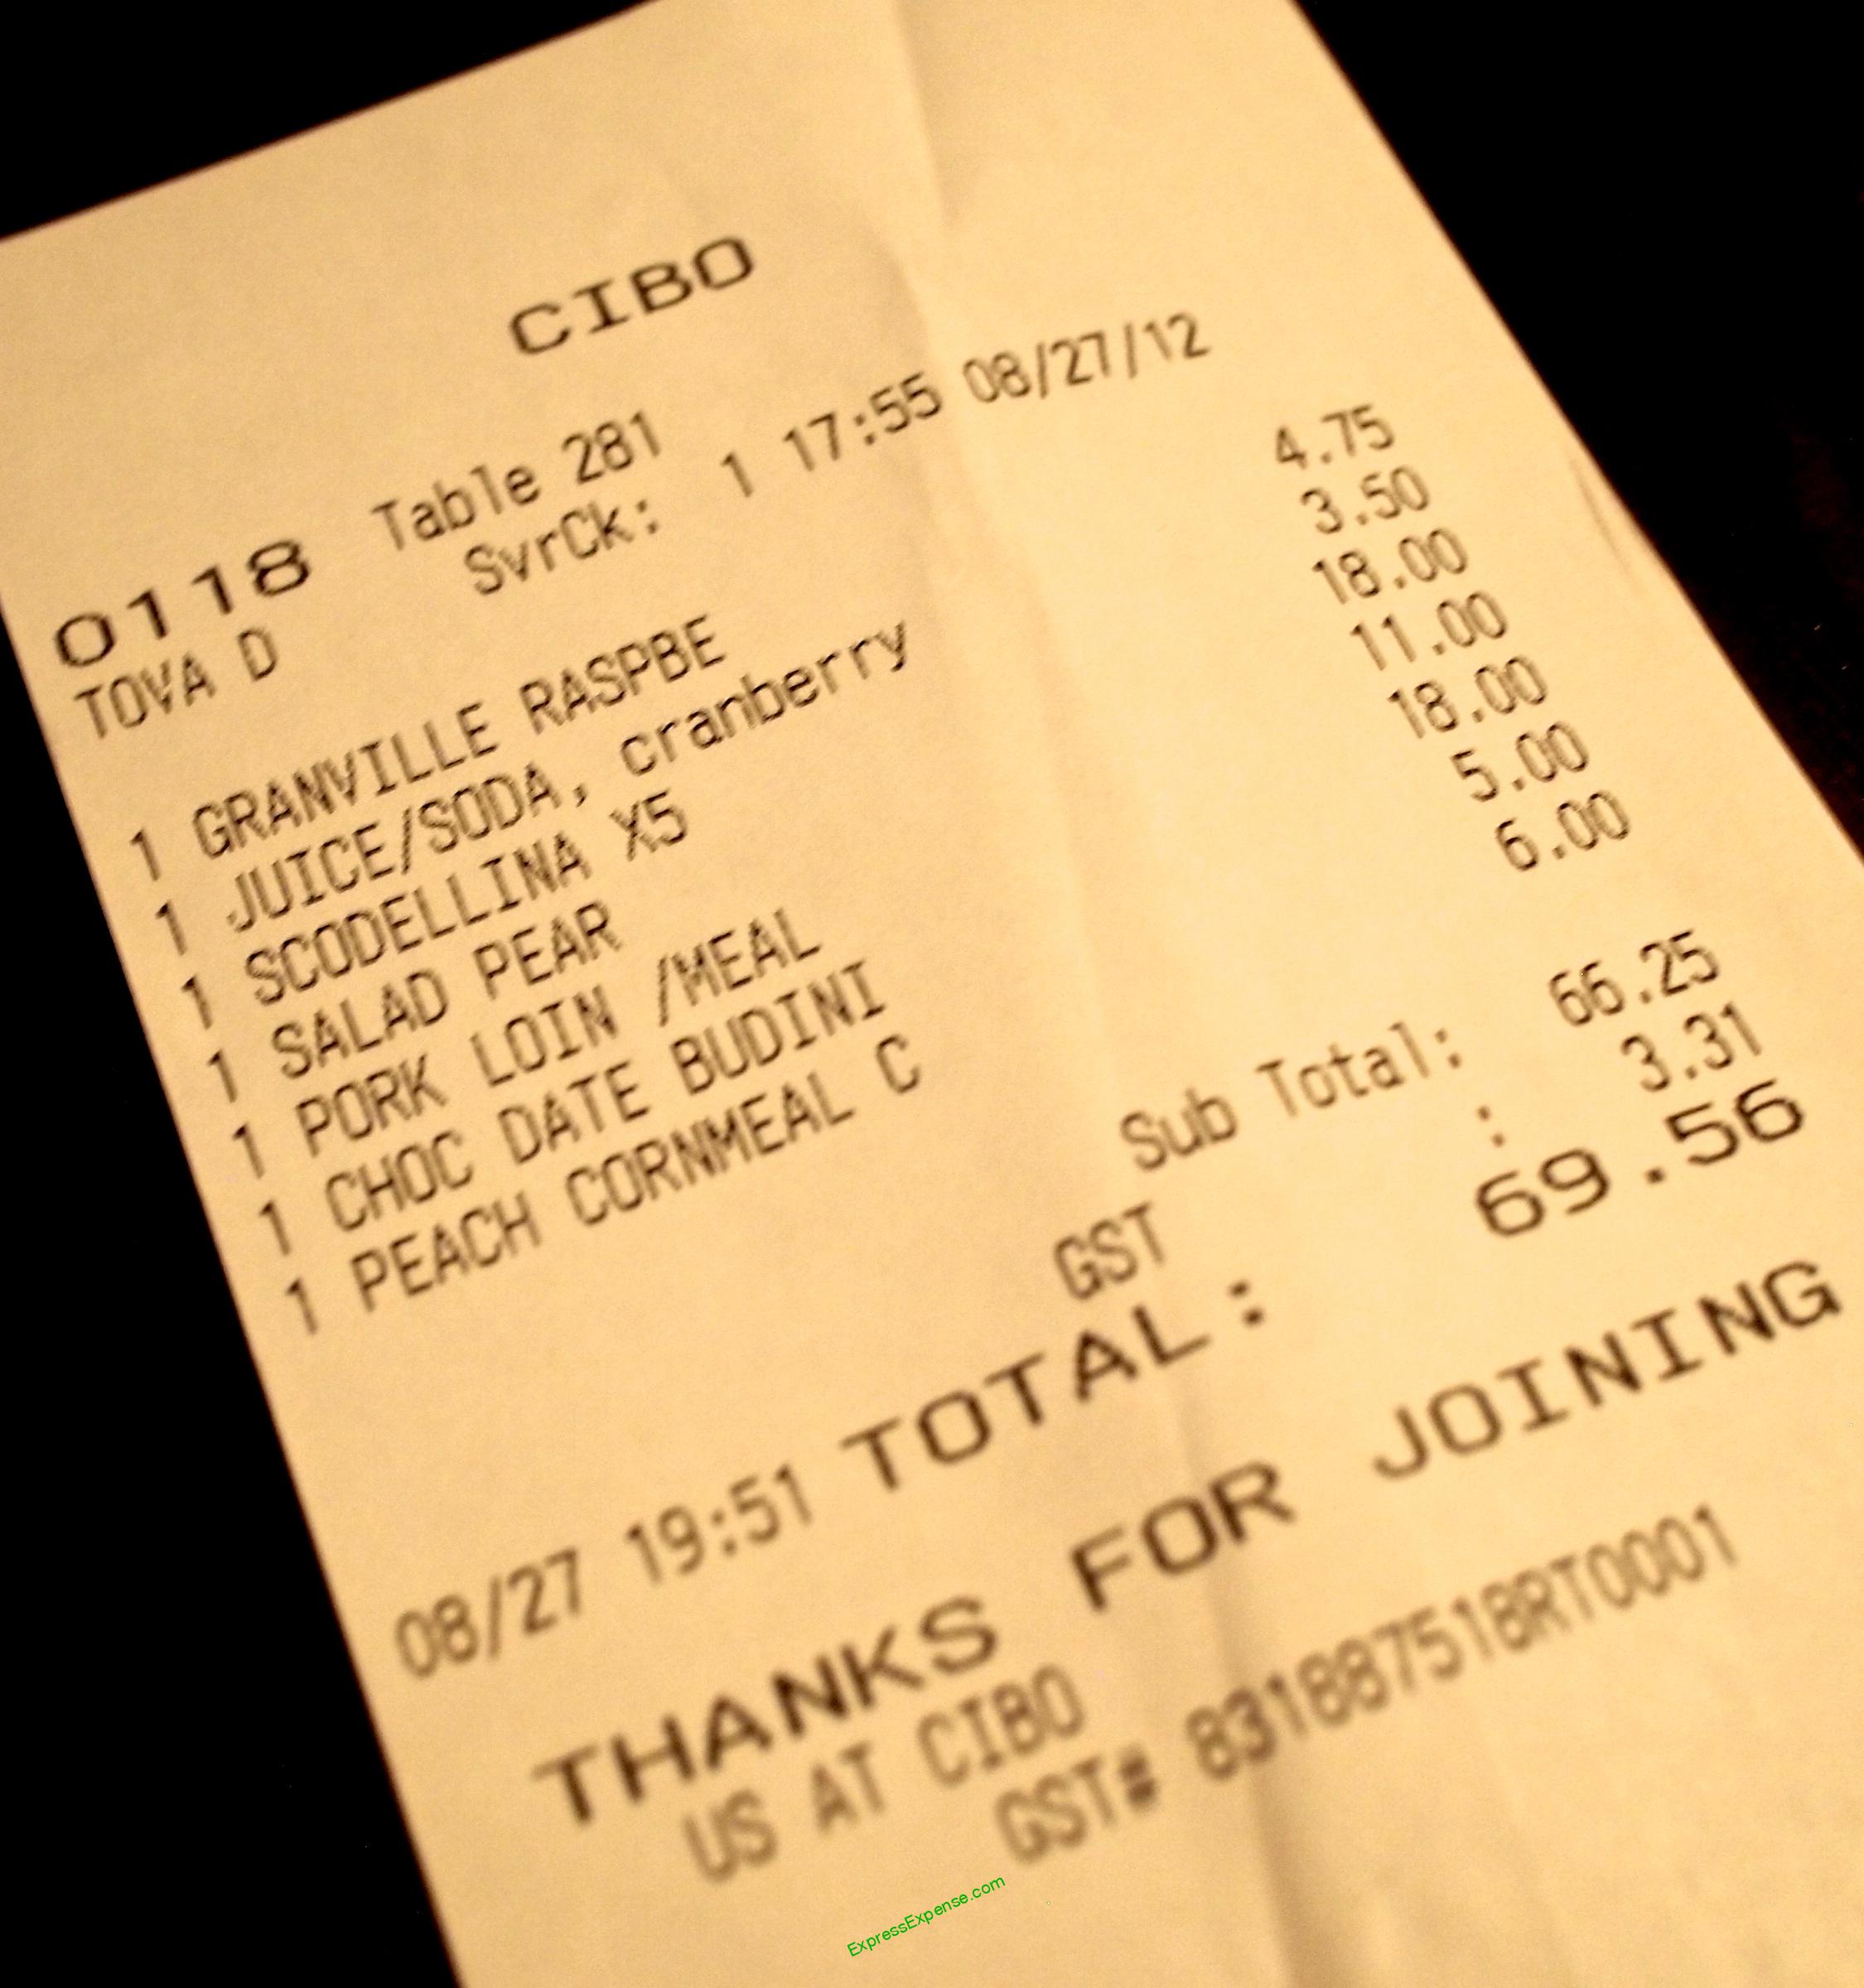 CIBO
0118 Table 281
TOVA D SvrCk: 1 17:55 08/27/12
1 GRANVILLE RASPBE 4.75
1 JUICE/SODA, cranberry 3.50
1 SCODELLINA X5 18.00
1 SALAD PEAR 11.00
1 PORK LOIN /MEAL 18.00
1 CHOC DATE BUDINI 5.00
1 PEACH CORNMEAL C 6.00
Sub Total: 66.25
GST : 3.31
08/27 19:51 TOTAL: 69.56
THANKS FOR JOINING
US AT CIBO
GST# 831887518RT0001
ExpressExpense.com